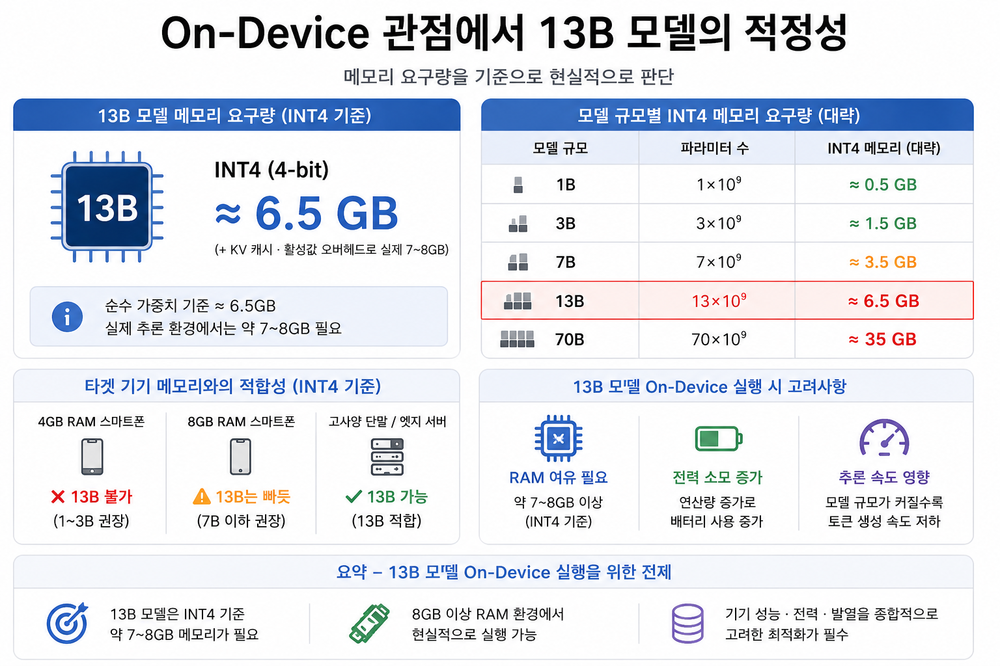 On-Device 관점에서 13B 모델의 적정성
메모리 요구량을 기준으로 현실적으로 판단
13B 모델 메모리 요구량 (INT4 기준)
13B
INT4 (4-bit)
≈ 6.5 GB
(+ KV 캐시 · 활성값 오버헤드로 실제 7~8GB)
i
순수 가중치 기준 ≈ 6.5GB
실제 추론 환경에서는 약 7~8GB 필요
모델 규모별 INT4 메모리 요구량 (대략)
모델 규모 파라미터 수 INT4 메모리 (대략)
1B 1×10⁹ ≈ 0.5 GB
3B 3×10⁹ ≈ 1.5 GB
7B 7×10⁹ ≈ 3.5 GB
13B 13×10⁹ ≈ 6.5 GB
70B 70×10⁹ ≈ 35 GB
타겟 기기 메모리와의 적합성 (INT4 기준)
4GB RAM 스마트폰
13B 불가
(1~3B 권장)
8GB RAM 스마트폰
13B는 빠듯
(7B 이하 권장)
고사양 단말 / 엣지 서버
13B 가능
(13B 적합)
13B 모델 On-Device 실행 시 고려사항
RAM 여유 필요
약 7~8GB 이상
(INT4 기준)
전력 소모 증가
연산량 증가로
배터리 사용 증가
추론 속도 영향
모델 규모가 커질수록
토큰 생성 속도 저하
요약 – 13B 모델 On-Device 실행을 위한 전제
13B 모델은 INT4 기준
약 7~8GB 메모리가 필요
8GB 이상 RAM 환경에서
현실적으로 실행 가능
기기 성능 · 전력 · 발열을 종합적으로
고려한 최적화가 필수